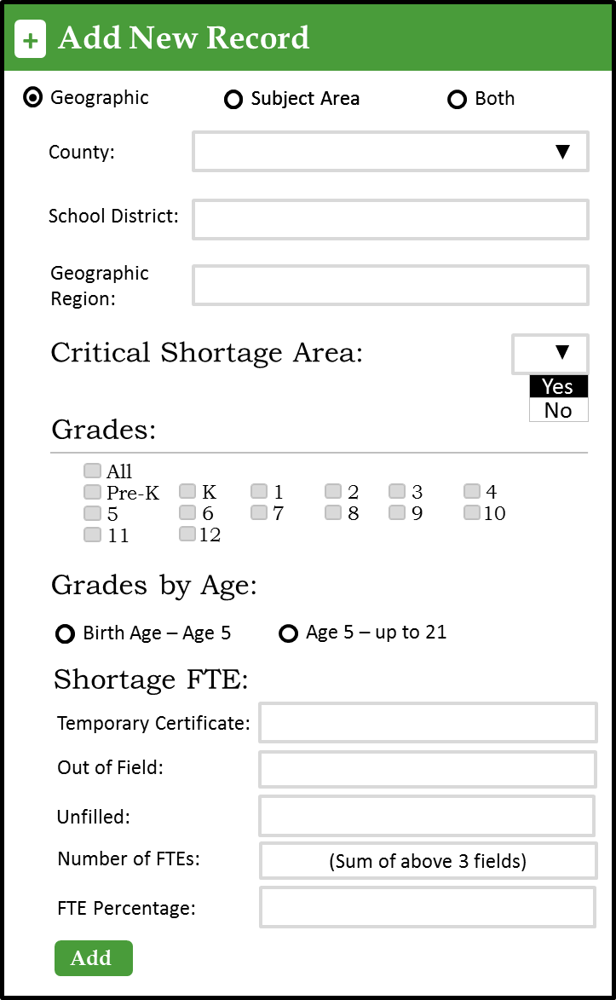 + Add New Record
Geographic Subject Area Both
County:
School District:
Geographic
Region:
Critical Shortage Area:
Yes
No
Grades:
All
Pre-K K 1 2 3 4
5 6 7 8 9 10
11 12
Grades by Age:
Birth Age – Age 5 Age 5 – up to 21
Shortage FTE:
Temporary Certificate:
Out of Field:
Unfilled:
Number of FTEs: (Sum of above 3 fields)
FTE Percentage:
Add